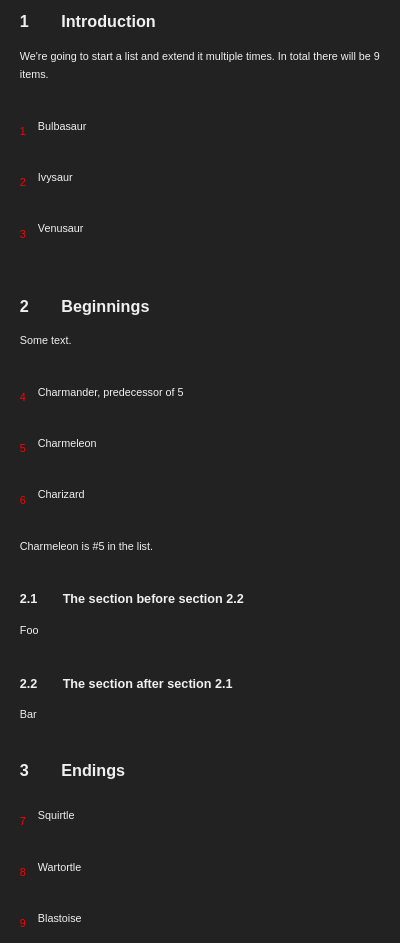 1 Introduction
We're going to start a list and extend it multiple times. In total there will be 9
items.
1 Bulbasaur
2 Ivysaur
3 Venusaur
2 Beginnings
Some text.
4 Charmander, predecessor of 5
5 Charmeleon
6 Charizard
Charmeleon is #5 in the list.
2.1 The section before section 2.2
Foo
2.2 The section after section 2.1
Bar
3 Endings
7 Squirtle
8 Wartortle
9 Blastoise